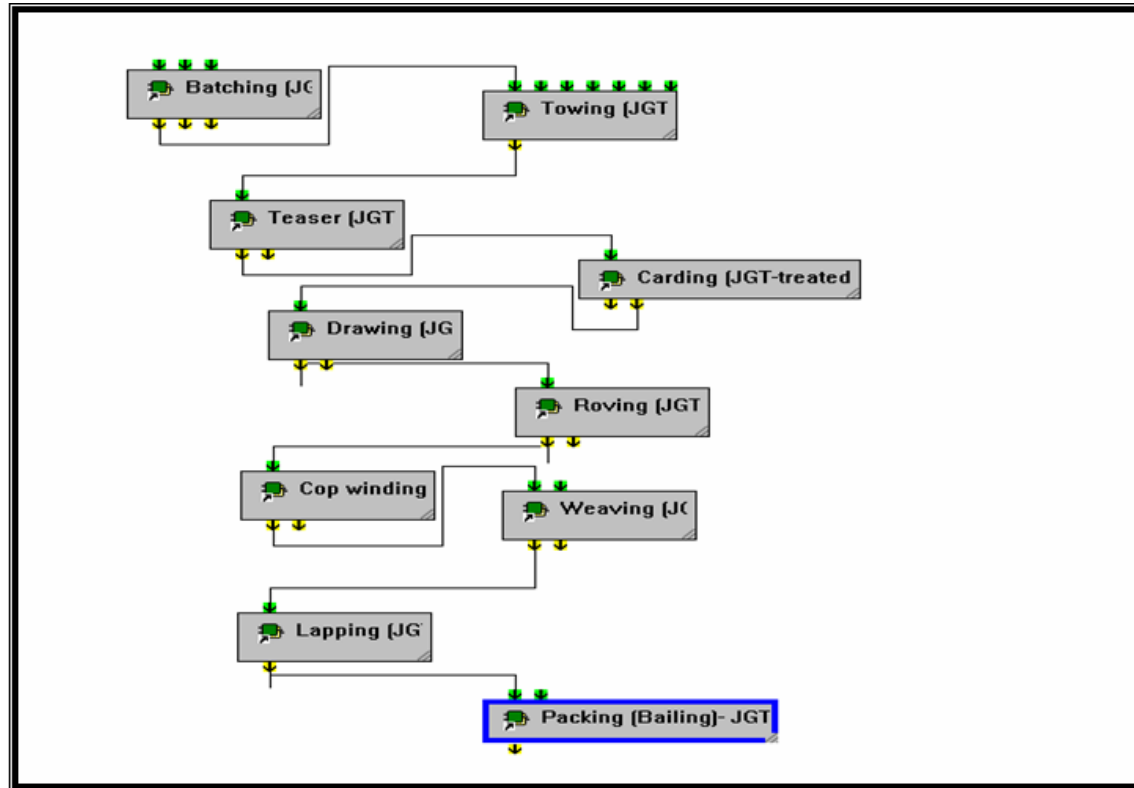 Batching (JG
Towing (JGT
Teaser (JGT
Carding (JGT-treated
Drawing (JG
Roving (JGT
Cop winding
Weaving (JG
Lapping (JG
Packing (Bailing)- JGT